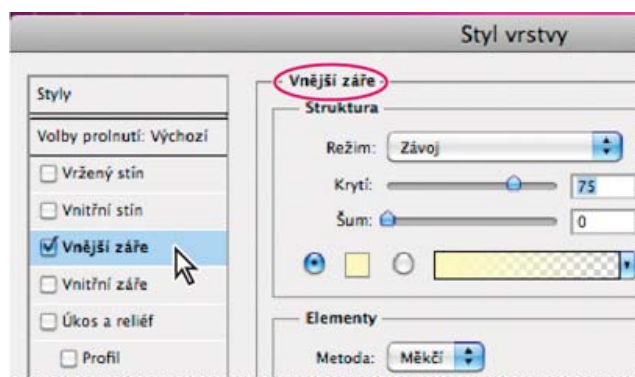 Styl vrstvy
Styly
Volby prolnutí: Výchozí
Vržený stín
Vnitřní stín
Vnější záře
Vnitřní záře
Úkos a reliéf
Profil
Vnější záře
Struktura
Režim: Závoj
Krytí: 75
Šum: 0
Elementy
Metoda: Měkčí